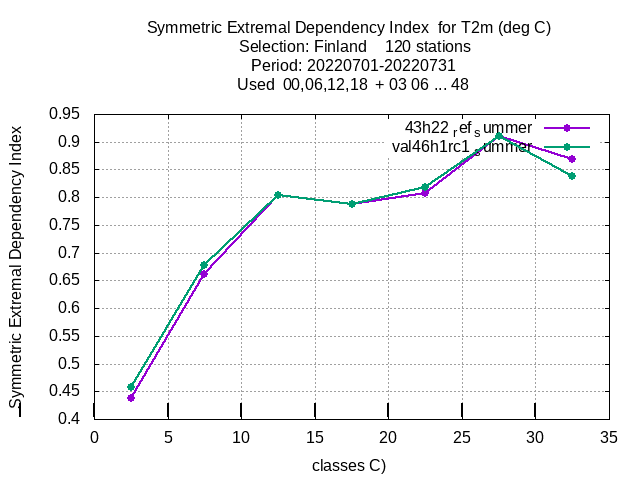 Symmetric Extremal Dependency Index for T2m (deg C)
Selection: Finland 120 stations
Period: 20220701-20220731
Used 00,06,12,18 + 03 06 ... 48
43h22 ref summer
val46h1rc1 summer
Symmetric Extremal Dependency Index
0.95
0.9
0.85
0.8
0.75
0.7
0.65
0.6
0.55
0.5
0.45
0.4
0 5 10 15 20 25 30 35
classes C)